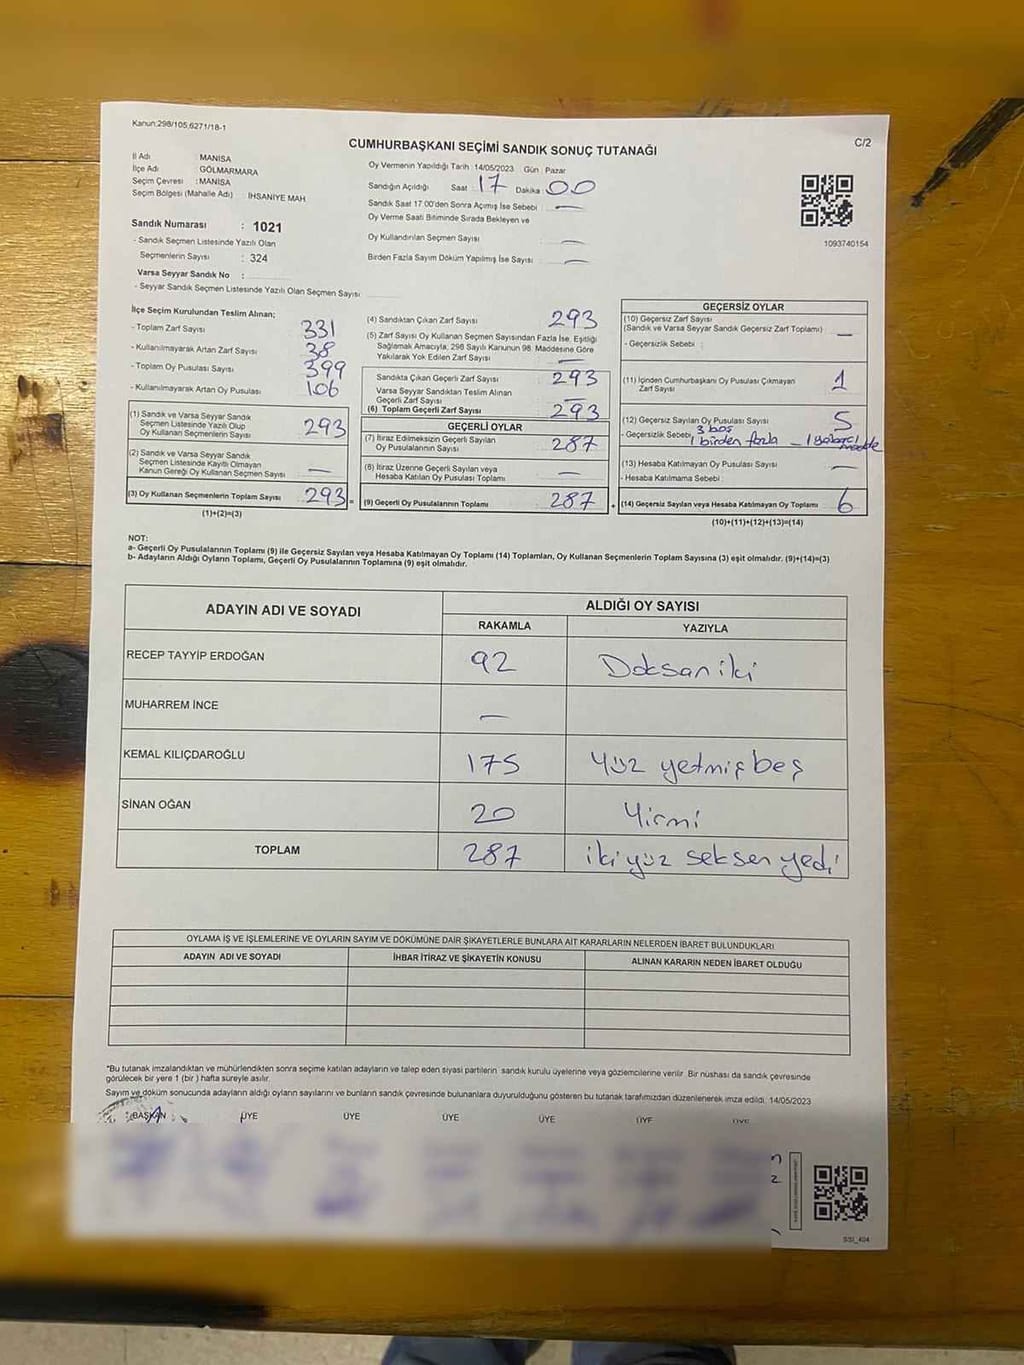 Kanun:298/105,6271/18-1
C/2
CUMHURBAŞKANI SEÇİMİ SANDIK SONUÇ TUTANAĞI
İl Adı MANİSA
İlçe Adı GÖLMARMARA
Seçim Çevresi : MANİSA
Seçim Bölgesi (Mahalle Adı) İHSANİYE MAH
Sandık Numarası : 1021
- Sandık Seçmen Listesinde Yazılı Olan
Seçmenlerin Sayısı : 324
Varsa Seyyar Sandık No :
- Seyyar Sandık Seçmen Listesinde Yazılı Olan Seçmen Sayısı
Oy Vermenin Yapıldığı Tarih :14/05/2023 Gün : Pazar
Sandığın Açıldığı Saat 17 Dakika : 00
Sandık Saat 17.00'den Sonra Açılmış İse Sebebi : —
Oy Verme Saati Bitiminde Sırada Bekleyen ve
Oy Kullandırılan Seçmen Sayısı —
Birden Fazla Sayım Döküm Yapılmış İse Sayısı —
1093740154
İlçe Seçim Kurulundan Teslim Alınan;
- Toplam Zarf Sayısı 331
- Kullanılmayarak Artan Zarf Sayısı 38
- Toplam Oy Pusulası Sayısı 399
- Kullanılmayarak Artan Oy Pusulası 106
(1) Sandık ve Varsa Seyyar Sandık
Seçmen Listesinde Yazılı Olup
Oy Kullanan Seçmenlerin Sayısı 293
(2) Sandık ve Varsa Seyyar Sandık
Seçmen Listesinde Kayıtlı Olmayan
Kanun Gereği Oy Kullanan Seçmen Sayısı —
(3) Oy Kullanan Seçmenlerin Toplam Sayısı 293 =
(1)+(2)=(3)
(4) Sandıktan Çıkan Zarf Sayısı 293
(5) Zarf Sayısı Oy Kullanan Seçmen Sayısından Fazla İse, Eşitliği
Sağlamak Amacıyla; 298 Sayılı Kanunun 98. Maddesine Göre
Yakılarak Yok Edilen Zarf Sayısı —
Sandıkta Çıkan Geçerli Zarf Sayısı 293
Varsa Seyyar Sandıktan Teslim Alınan
Geçerli Zarf Sayısı —
(6) Toplam Geçerli Zarf Sayısı 293
GEÇERLİ OYLAR
(7) İtiraz Edilmeksizin Geçerli Sayılan
Oy Pusulasının Sayısı 287
(8) İtiraz Üzerine Geçerli Sayılan veya
Hesaba Katılan Oy Pusulası Toplamı —
(9) Geçerli Oy Pusulalarının Toplamı 287 +
GEÇERSİZ OYLAR
(10) Geçersiz Zarf Sayısı
(Sandık ve Varsa Seyyar Sandık Geçersiz Zarf Toplamı) —
- Geçersizlik Sebebi :
(11) İçinden Cumhurbaşkanı Oy Pusulası Çıkmayan
Zarf Sayısı 1
(12) Geçersiz Sayılan Oy Pusulası Sayısı 5
3 boş
- Geçersizlik Sebebi 1 birden fazla – 1
(13) Hesaba Katılmayan Oy Pusulası Sayısı —
- Hesaba Katılmama Sebebi :
(14) Geçersiz Sayılan veya Hesaba Katılmayan Oy Toplamı 6
(10)+(11)+(12)+(13)=(14)
NOT:
a- Geçerli Oy Pusulalarının Toplamı (9) ile Geçersiz Sayılan veya Hesaba Katılmayan Oy Toplamı (14) Toplamları, Oy Kullanan Seçmenlerin Toplam Sayısına (3) eşit olmalıdır. (9)+(14)=(3)
b- Adayların Aldığı Oyların Toplamı, Geçerli Oy Pusulalarının Toplamına (9) eşit olmalıdır.
ADAYIN ADI VE SOYADI ALDIĞI OY SAYISI
RAKAMLA YAZIYLA
RECEP TAYYİP ERDOĞAN 92 Doksan iki
MUHARREM İNCE —
KEMAL KILIÇDAROĞLU 175 Yüz yetmiş beş
SİNAN OĞAN 20 Yirmi
TOPLAM 287 iki yüz seksen yedi
OYLAMA İŞ VE İŞLEMLERİNE VE OYLARIN SAYIM VE DÖKÜMÜNE DAİR ŞİKAYETLERLE BUNLARA AİT KARARLARIN NELERDEN İBARET BULUNDUKLARI
ADAYIN ADI VE SOYADI İHBAR İTİRAZ VE ŞİKAYETİN KONUSU ALINAN KARARIN NEDEN İBARET OLDUĞU
"Bu tutanak imzalandıktan ve mühürlendikten sonra seçime katılan adayların ve talep eden siyasi partilerin sandık kurulu üyelerine veya gözlemcilerine verilir. Bir nüshası da sandık çevresinde
görülecek bir yere 1 (bir) hafta süreyle asılır.
Sayım ve döküm sonucunda adayların aldığı oyların sayılarını ve bunların sandık çevresinde bulunanlara duyurulduğunu gösteren bu tutanak tarafımızdan düzenlenerek imza edildi. 14/05/2023
BAŞKAN ÜYE ÜYE ÜYE ÜYE ÜYE ÜYE